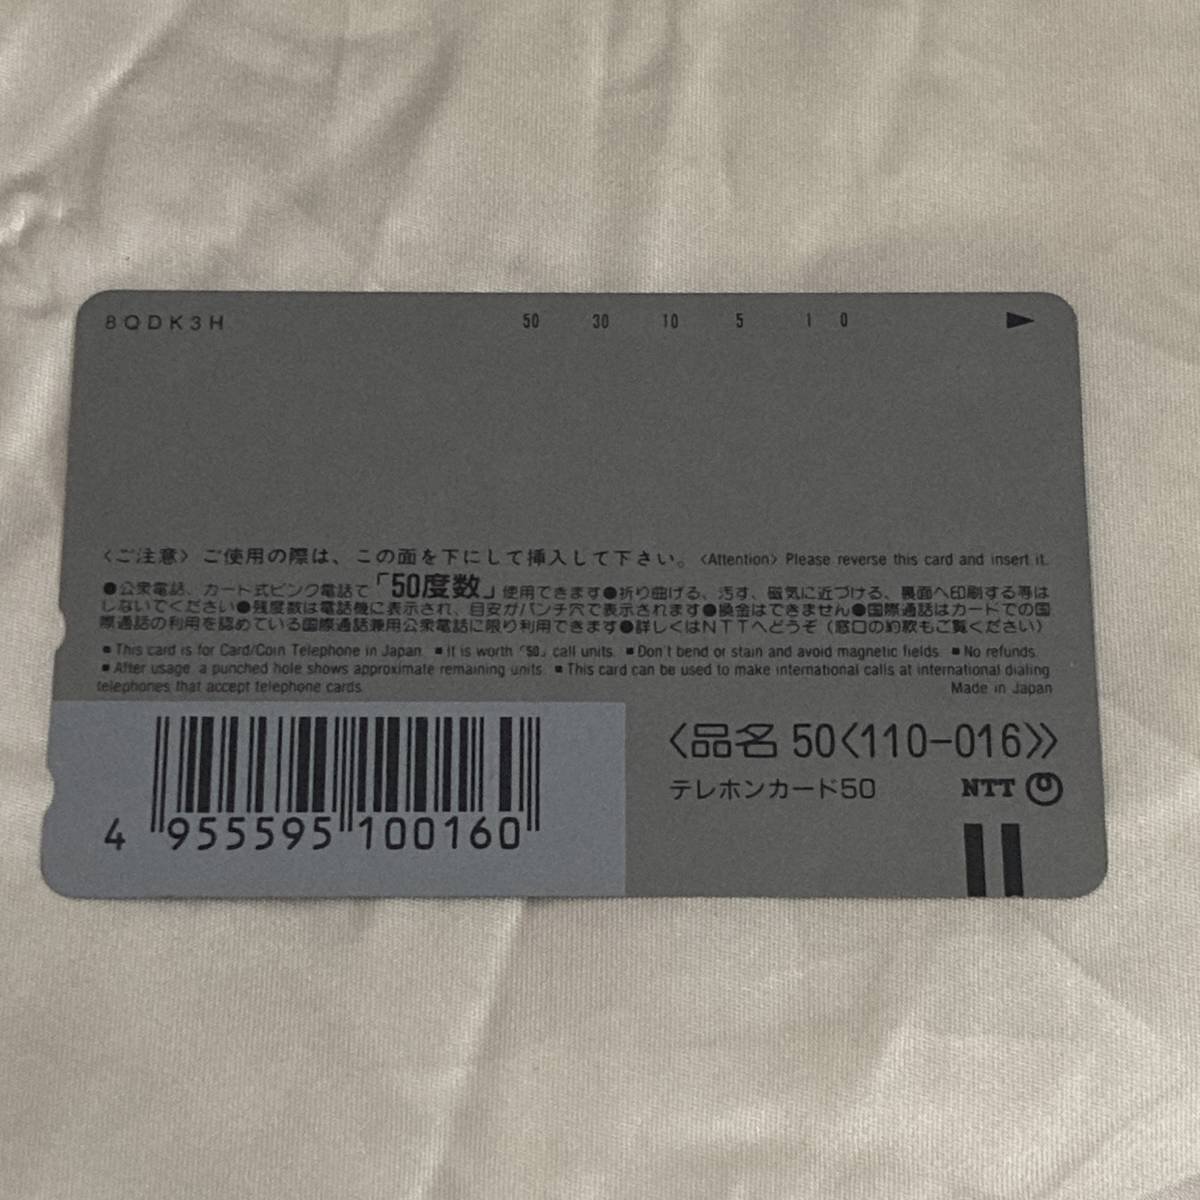 8QDK3H 50 30 10 5 1 0 ▶
〈ご注意〉ご使用の際は、この面を下にして挿入して下さい。〈Attention〉Please reverse this card and insert it.
●公衆電話、カード式ピンク電話で「50度数」使用できます●折り曲げる、汚す、磁気に近づける、裏面へ印刷する等は
しないでください●残度数は電話機に表示され、目安がパンチ穴で表示されます●換金はできません●国際通話はカードでの国
際通話の利用を認めている国際通話兼用公衆電話に限り利用できます●詳しくはNTTへどうぞ（窓口の約款もご覧ください）
■This card is for Card/Coin Telephone in Japan. ■It is worth「50」call units. ■Don't bend or stain and avoid magnetic fields. ■No refunds.
■After usage, a punched hole shows approximate remaining units. ■This card can be used to make international calls at international dialing
telephones that accept telephone cards. Made in Japan
〈品名 50〈110-016〉〉
テレホンカード50 NTT
4 955595 100160